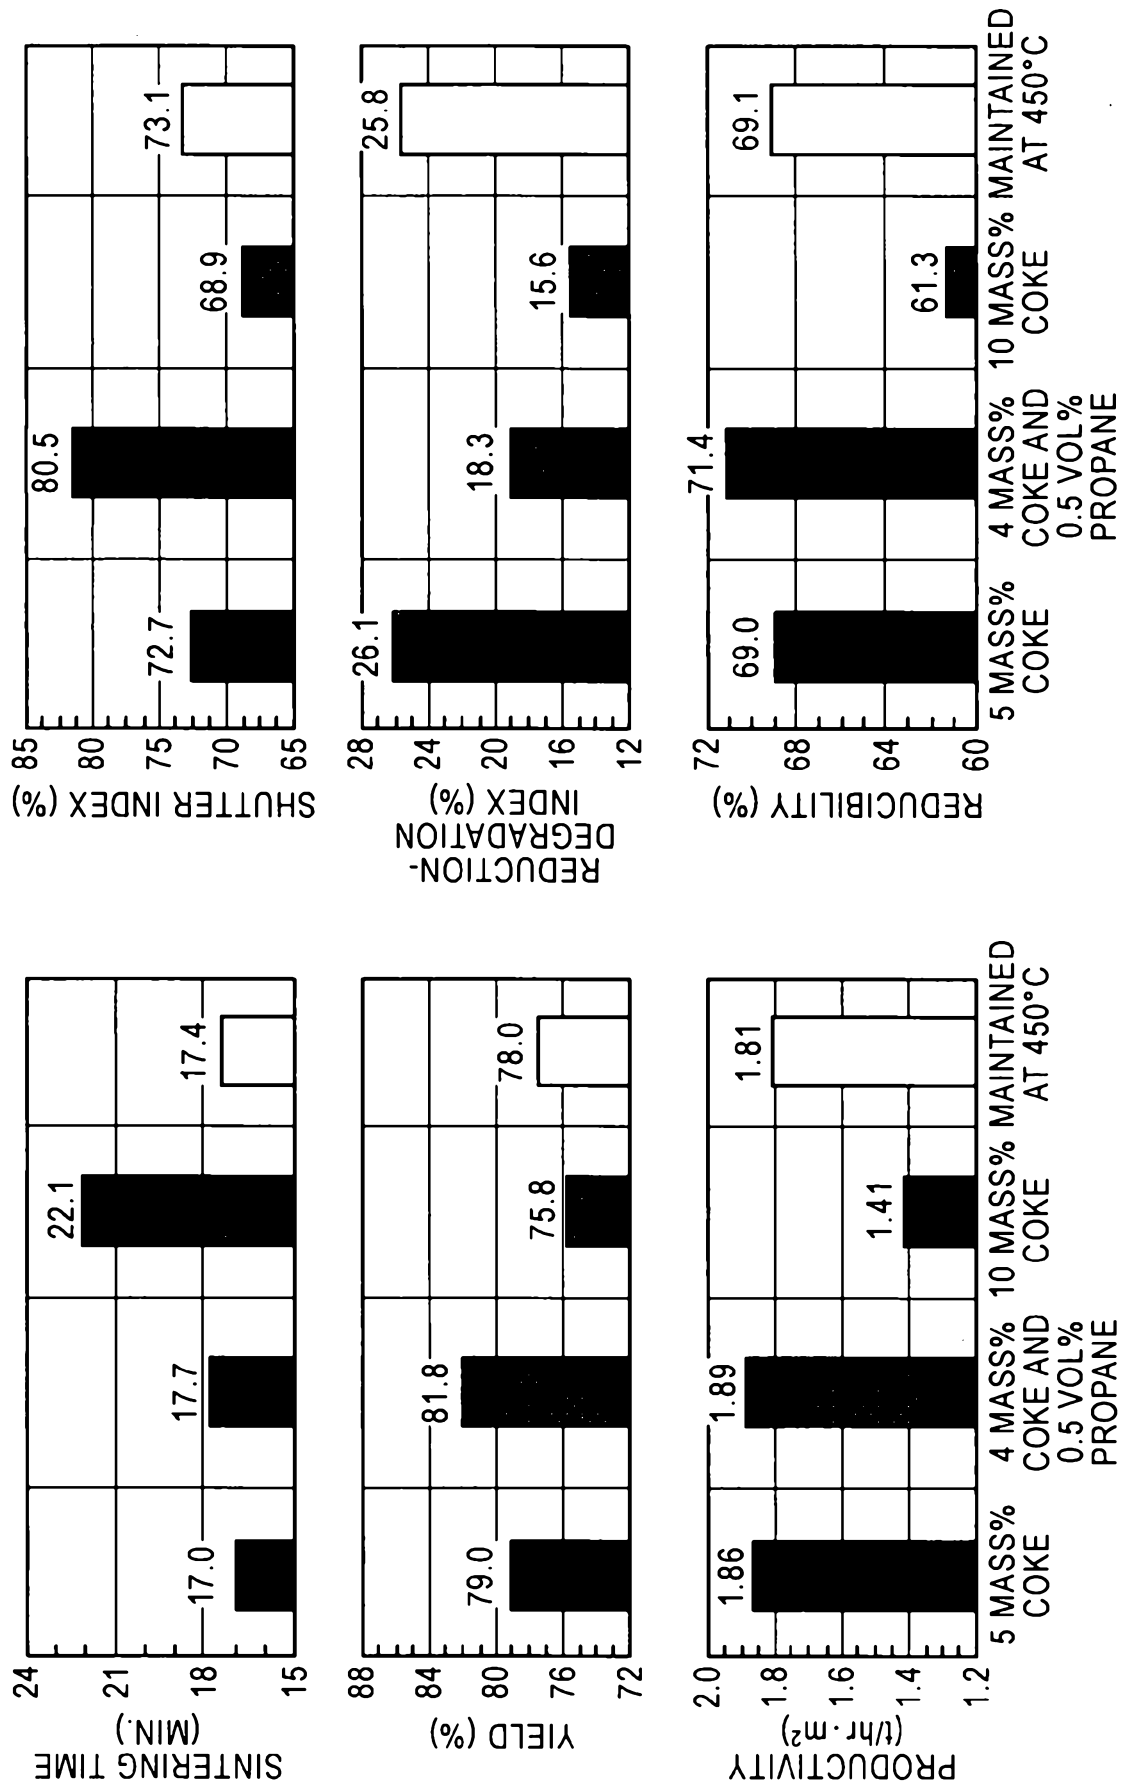 SINTERING TIME
(MIN.)
24
21
18
15
17.0
17.7
22.1
17.4
YIELD (%)
88
84
80
76
72
79.0
81.8
75.8
78.0
PRODUCTIVITY
(t/hr·m²)
2.0
1.8
1.6
1.4
1.2
1.86
1.89
1.41
1.81
5 MASS%
COKE
4 MASS%
COKE AND
0.5 VOL%
PROPANE
10 MASS%
COKE
MAINTAINED
AT 450°C
SHUTTER INDEX (%)
85
80
75
70
65
72.7
80.5
68.9
73.1
REDUCTION-
DEGRADATION
INDEX (%)
28
24
20
16
12
26.1
18.3
15.6
25.8
REDUCIBILITY (%)
72
68
64
60
69.0
71.4
61.3
69.1
5 MASS%
COKE
4 MASS%
COKE AND
0.5 VOL%
PROPANE
10 MASS%
COKE
MAINTAINED
AT 450°C